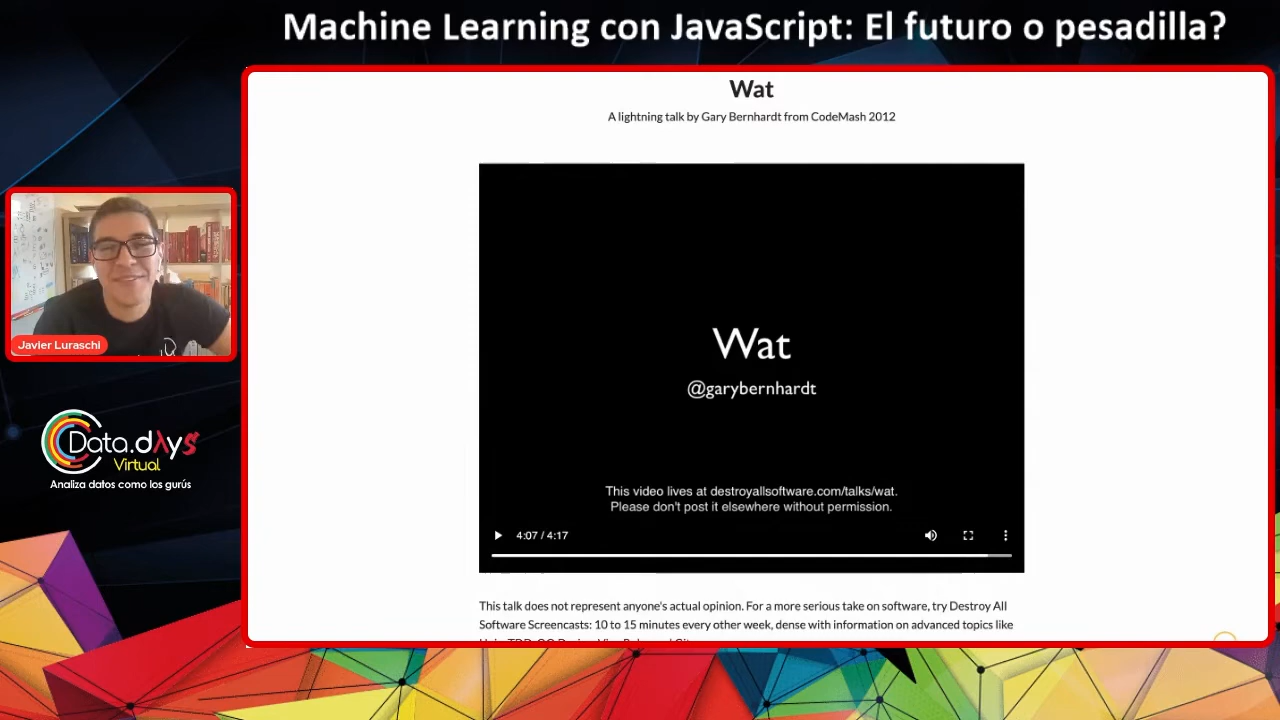 Machine Learning con JavaScript: El futuro o pesadilla?
Wat
A lightning talk by Gary Bernhardt from CodeMash 2012
Wat
@garybernhardt
This video lives at destroyallsoftware.com/talks/wat.
Please don't post it elsewhere without permission.
4:07 / 4:17
This talk does not represent anyone's actual opinion. For a more serious take on software, try Destroy All
Software Screencasts: 10 to 15 minutes every other week, dense with information on advanced topics like
Javier Luraschi
Data.dAys
Virtual
Analiza datos como los gurús